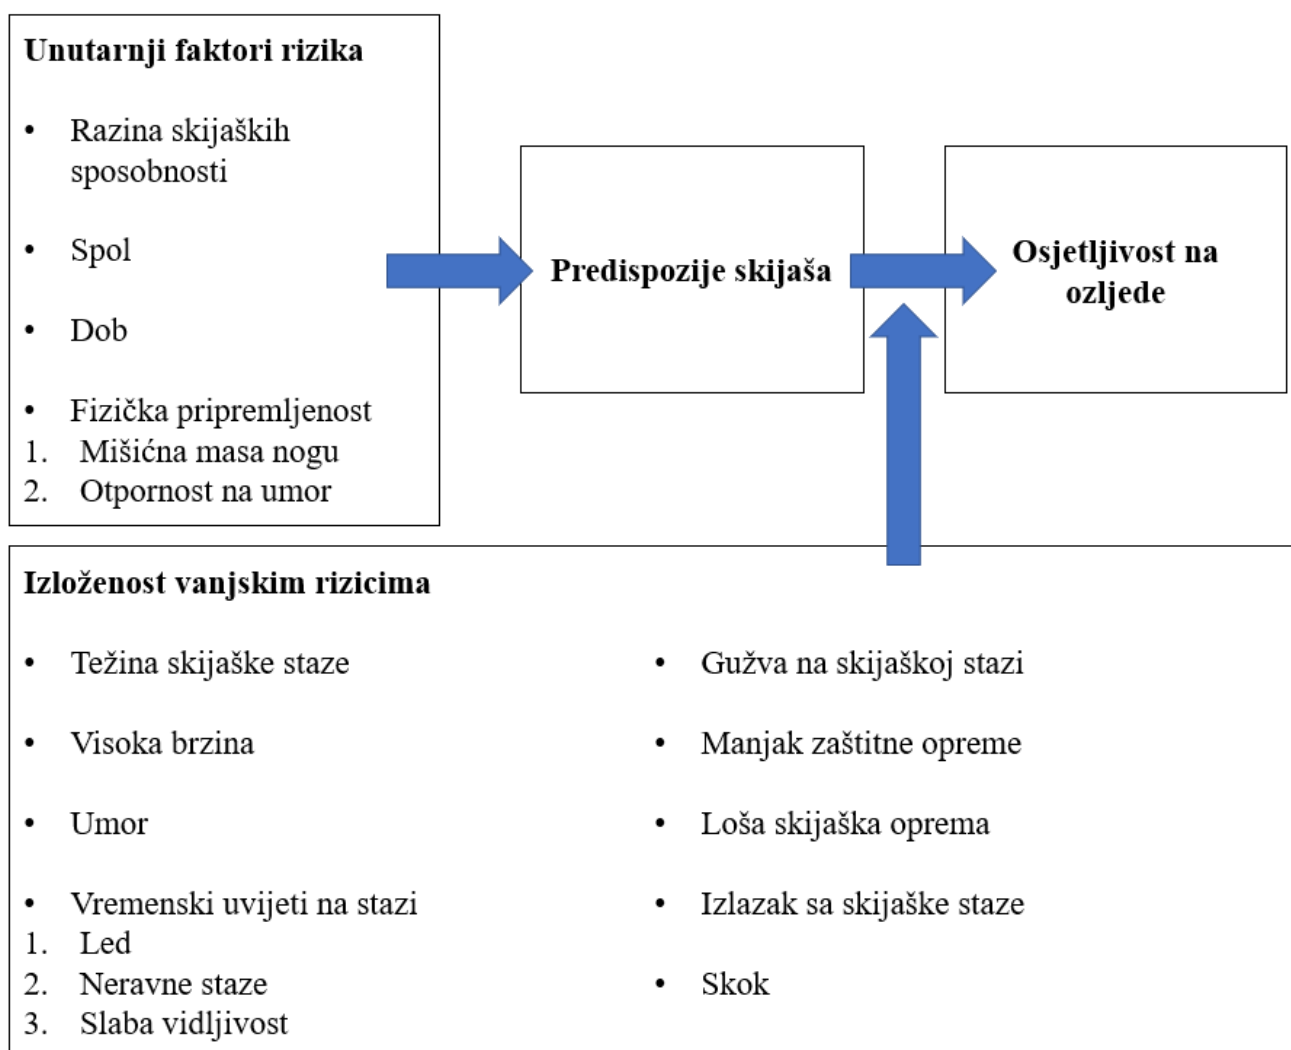 Unutarnji faktori rizika
• Razina skijaških
sposobnosti
• Spol
• Dob
• Fizička pripremljenost
1. Mišićna masa nogu
2. Otpornost na umor
Predispozije skijaša
Osjetljivost na
ozljede
Izloženost vanjskim rizicima
• Težina skijaške staze
• Visoka brzina
• Umor
• Vremenski uvijeti na stazi
1. Led
2. Neravne staze
3. Slaba vidljivost
• Gužva na skijaškoj stazi
• Manjak zaštitne opreme
• Loša skijaška oprema
• Izlazak sa skijaške staze
• Skok